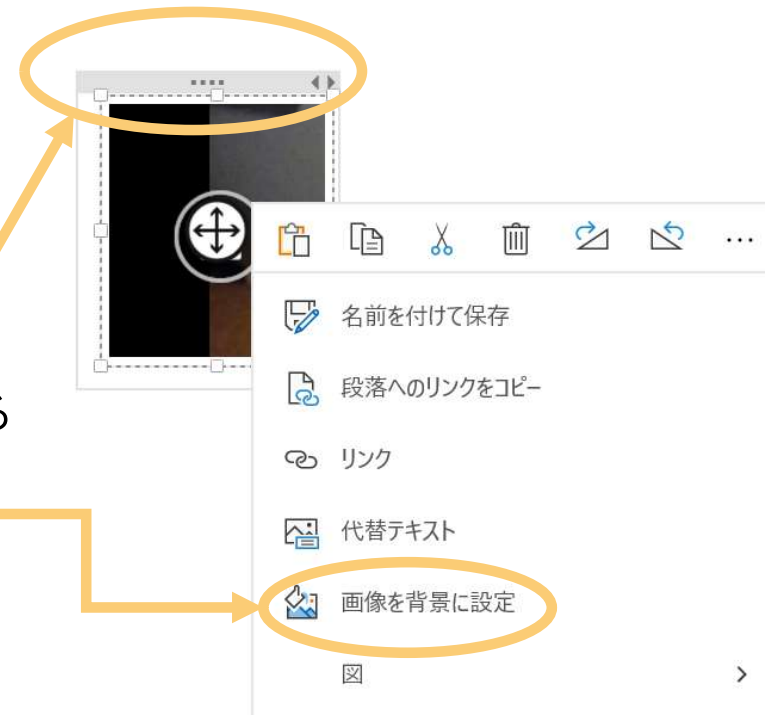 名前を付けて保存
段落へのリンクをコピー
る
リンク
代替テキスト
画像を背景に設定
図